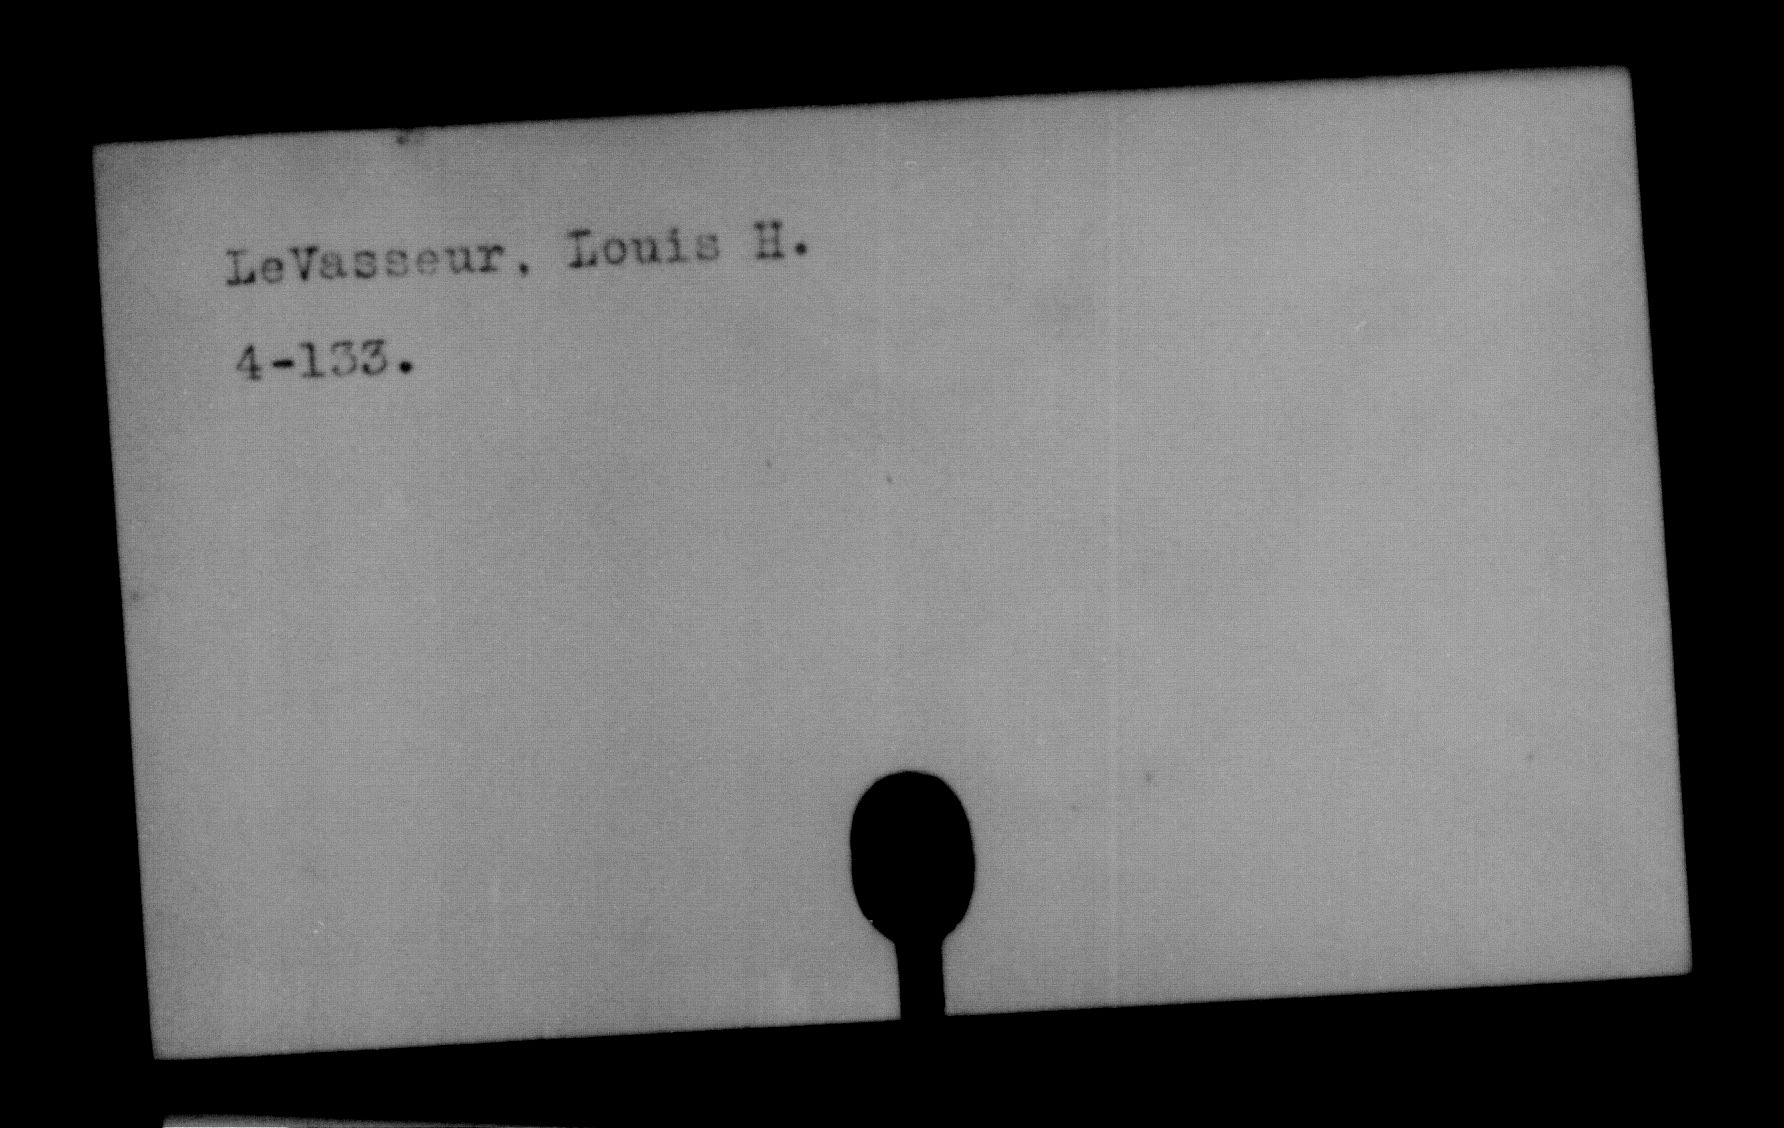 LeVasseur, Louis H.
4-133.